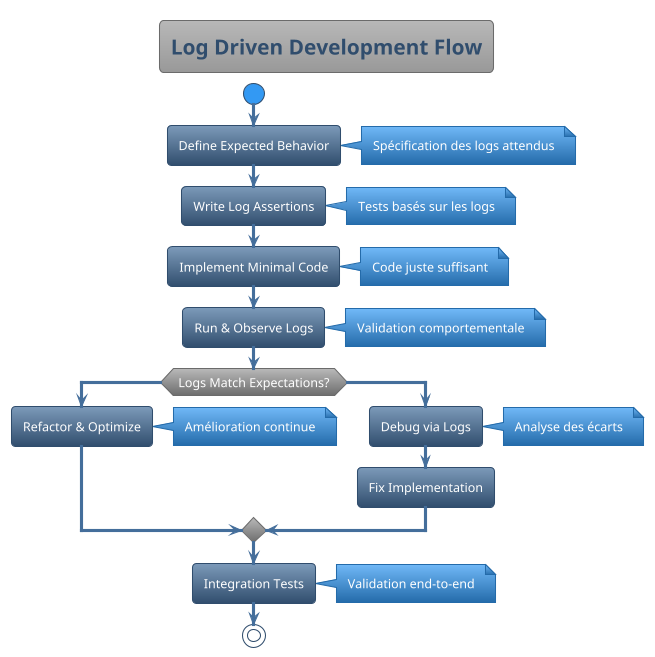 Log Driven Development Flow
Define Expected Behavior
Spécification des logs attendus
Write Log Assertions
Tests basés sur les logs
Implement Minimal Code
Code juste suffisant
Run & Observe Logs
Validation comportementale
Logs Match Expectations?
Refactor & Optimize
Amélioration continue
Debug via Logs
Analyse des écarts
Fix Implementation
Integration Tests
Validation end-to-end